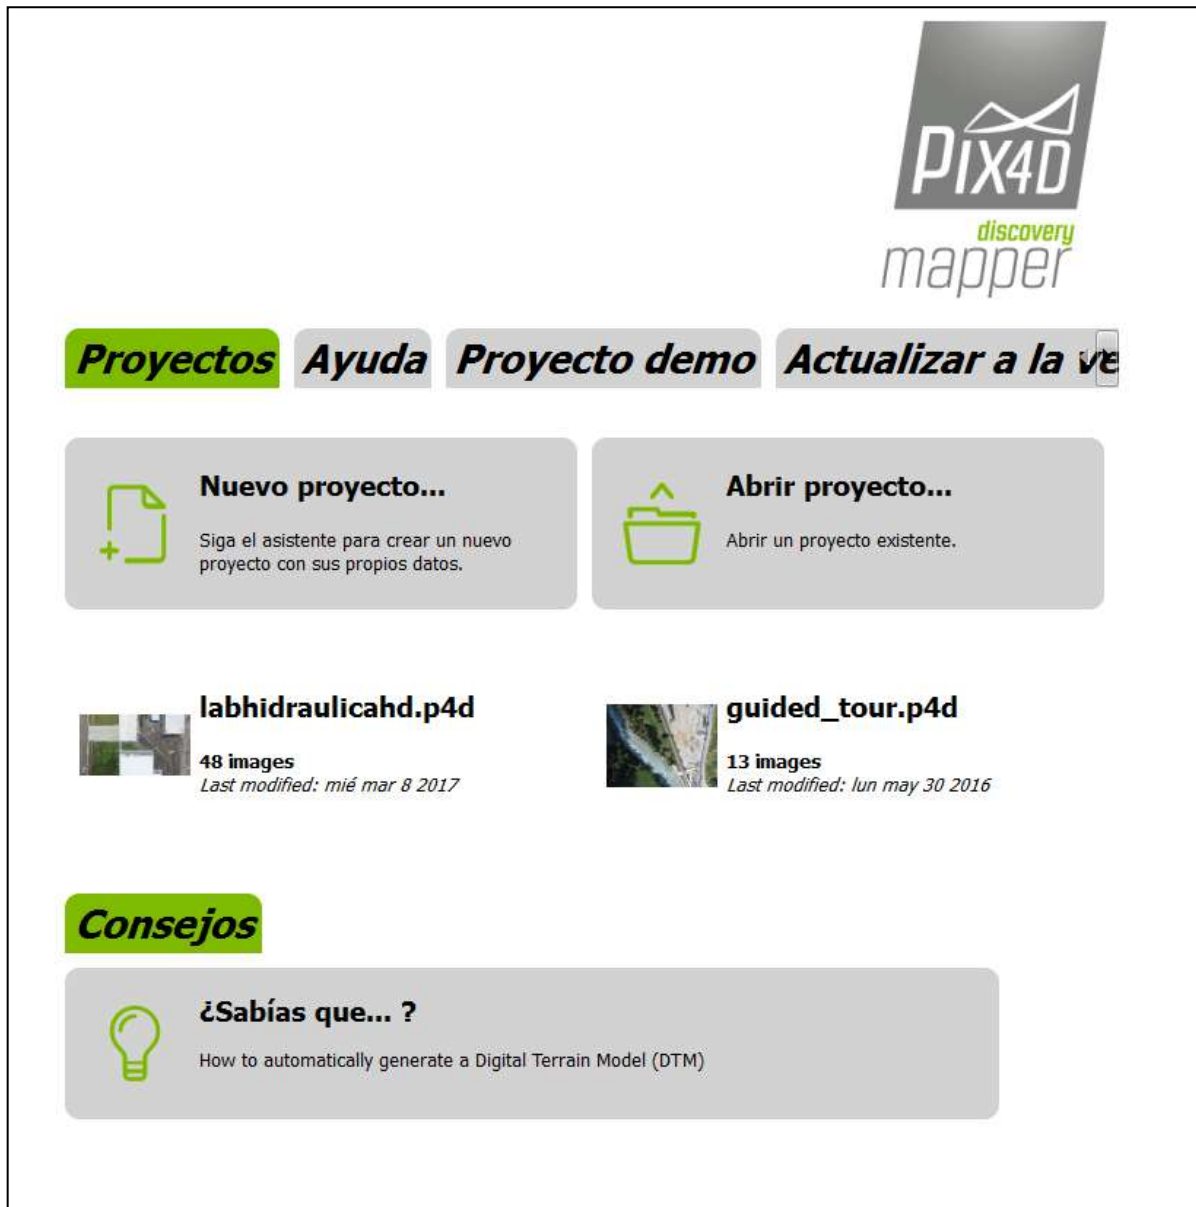 PIX4D
discovery
mapper
Proyectos Ayuda Proyecto demo Actualizar a la ve
Nuevo proyecto...
Siga el asistente para crear un nuevo
proyecto con sus propios datos.
Abrir proyecto...
Abrir un proyecto existente.
labhidraulicahd.p4d
48 images
Last modified: mié mar 8 2017
guided_tour.p4d
13 images
Last modified: lun may 30 2016
Consejos
¿Sabías que... ?
How to automatically generate a Digital Terrain Model (DTM)